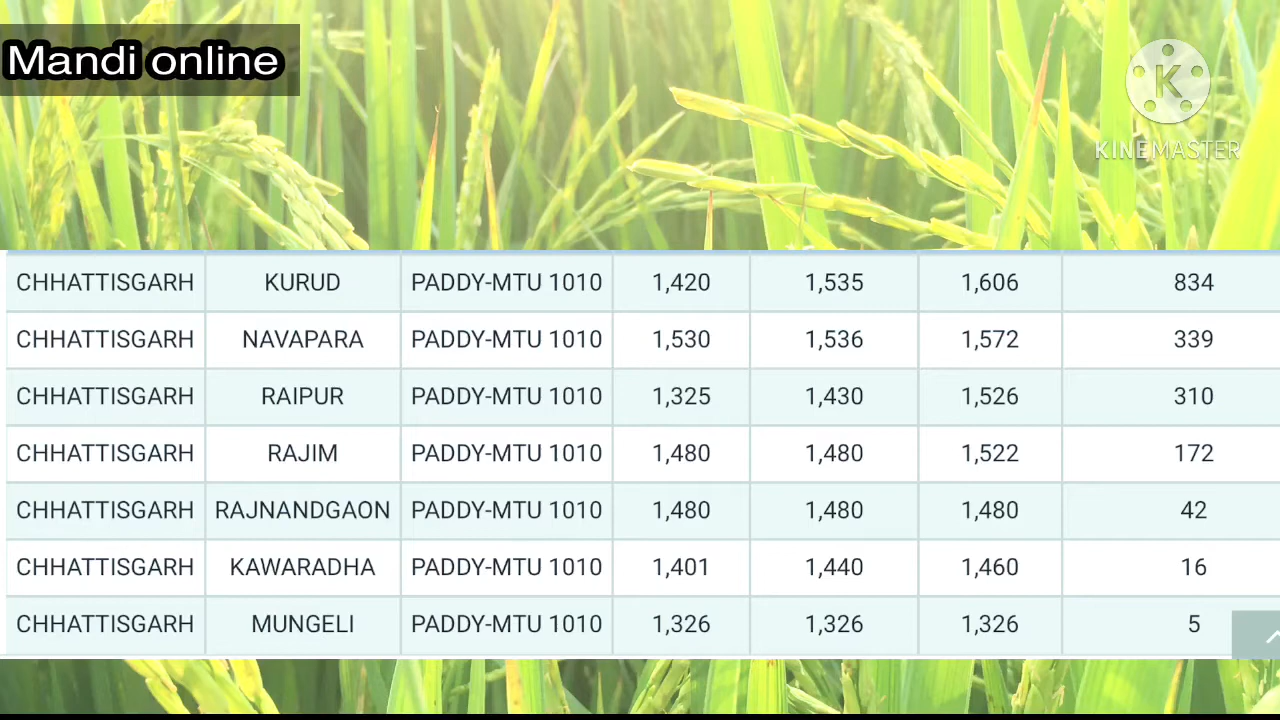 Mandi online
K
KINEMASTER
CHHATTISGARH KURUD PADDY-MTU 1010 1,420 1,535 1,606 834
CHHATTISGARH NAVAPARA PADDY-MTU 1010 1,530 1,536 1,572 339
CHHATTISGARH RAIPUR PADDY-MTU 1010 1,325 1,430 1,526 310
CHHATTISGARH RAJIM PADDY-MTU 1010 1,480 1,480 1,522 172
CHHATTISGARH RAJNANDGAON PADDY-MTU 1010 1,480 1,480 1,480 42
CHHATTISGARH KAWARADHA PADDY-MTU 1010 1,401 1,440 1,460 16
CHHATTISGARH MUNGELI PADDY-MTU 1010 1,326 1,326 1,326 5